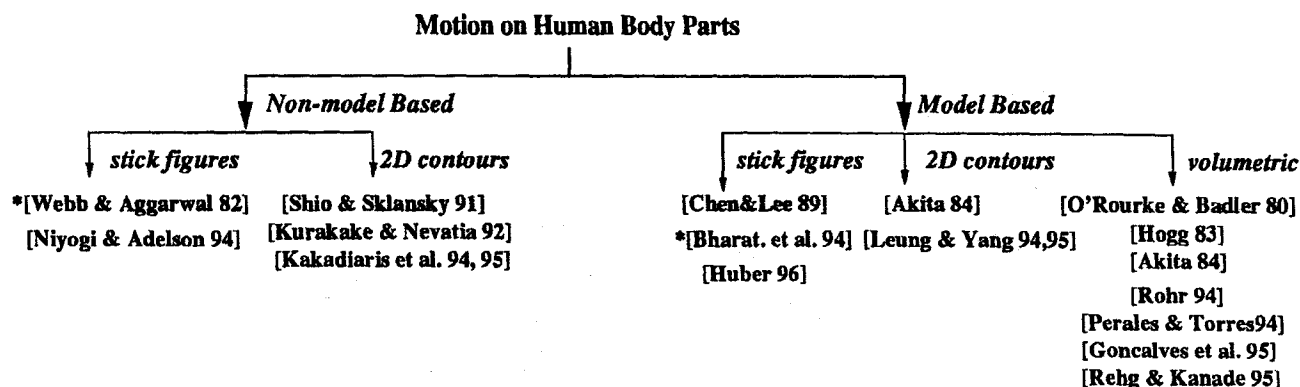 Motion on Human Body Parts
Non-model Based
Model Based
stick figures
2D contours
stick figures
2D contours
volumetric
*[Webb & Aggarwal 82]
[Niyogi & Adelson 94]
[Shio & Sklansky 91]
[Kurakake & Nevatia 92]
[Kakadiaris et al. 94, 95]
[Chen&Lee 89]
*[Bharat. et al. 94]
[Huber 96]
[Akita 84]
[Leung & Yang 94,95]
[O'Rourke & Badler 80]
[Hogg 83]
[Akita 84]
[Rohr 94]
[Perales & Torres94]
[Goncalves et al. 95]
[Rehg & Kanade 95]